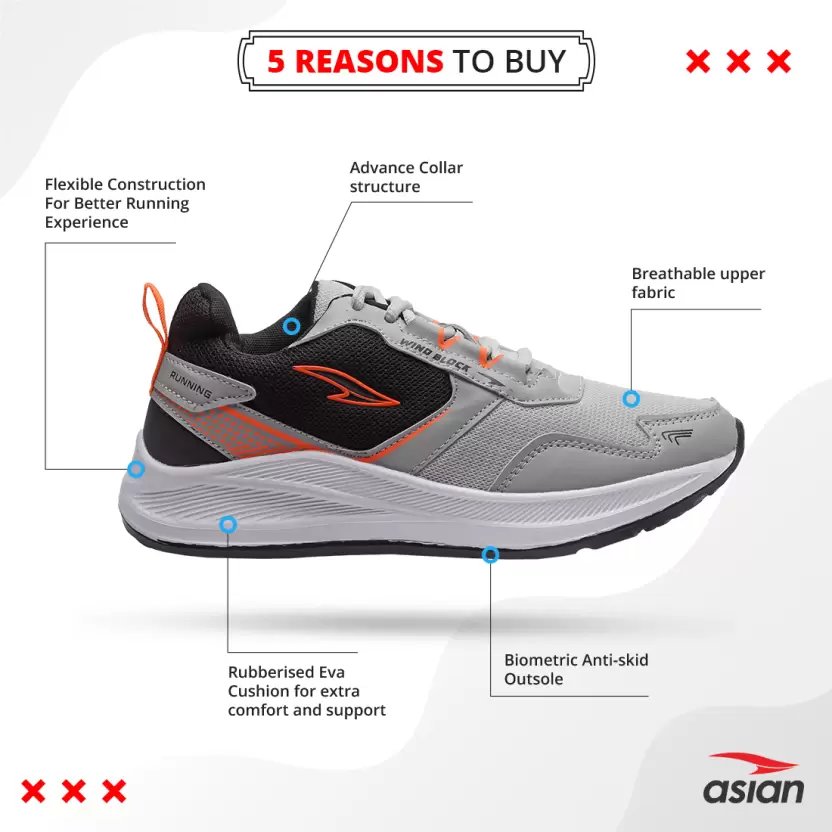 5 REASONS TO BUY
Advance Collar
structure
Flexible Construction
For Better Running
Experience
Breathable upper
fabric
WIND BLOCK
RUNNING
Rubberised Eva
Cushion for extra
comfort and support
Biometric Anti-skid
Outsole
asian